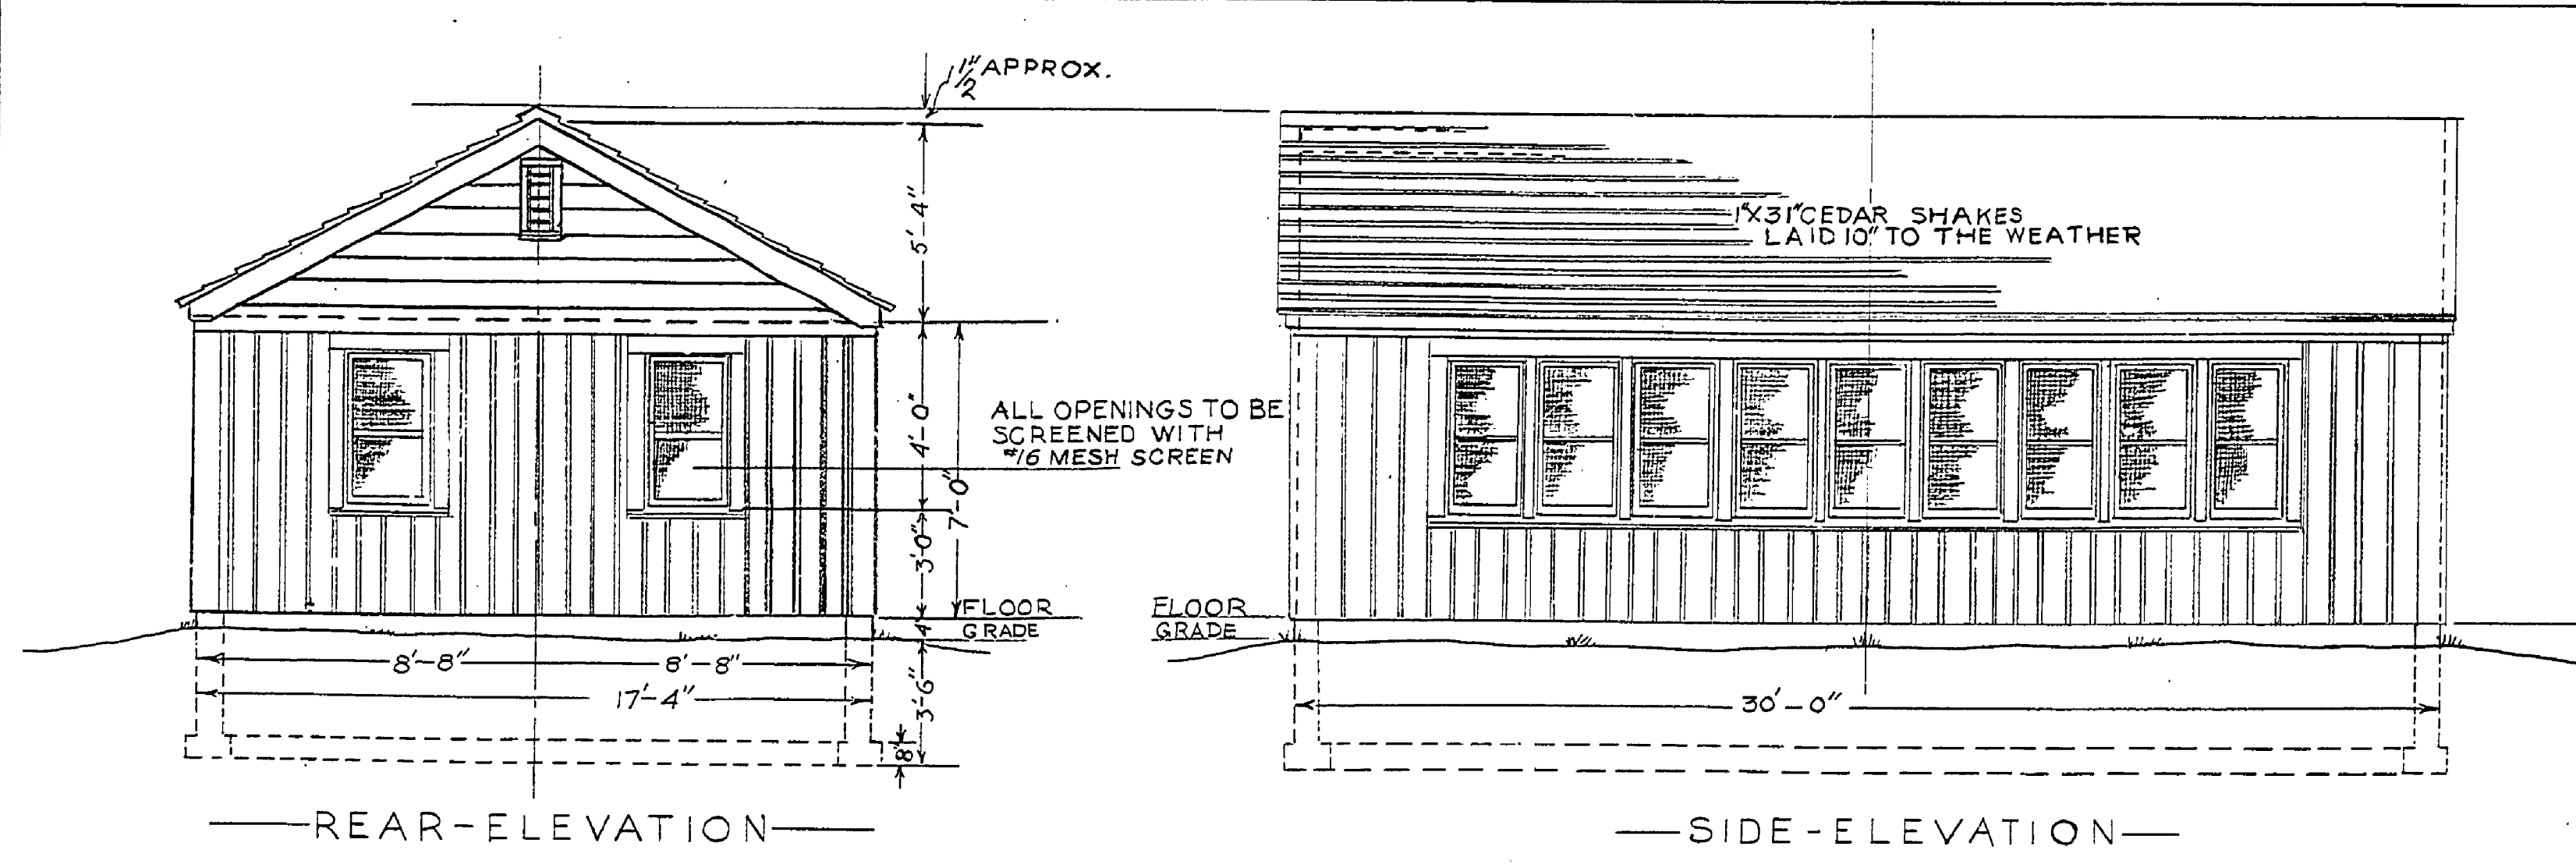 1 1/2" APPROX.
5'-4"
4'-0"
7'-0"
3'-0"
ALL OPENINGS TO BE
SCREENED WITH
#16 MESH SCREEN
FLOOR
GRADE
4"
8'-8" 8'-8"
17'-4"
3'-6"
8"
REAR-ELEVATION
1"X31"CEDAR SHAKES
LAID 10" TO THE WEATHER
FLOOR
GRADE
30'-0"
SIDE-ELEVATION